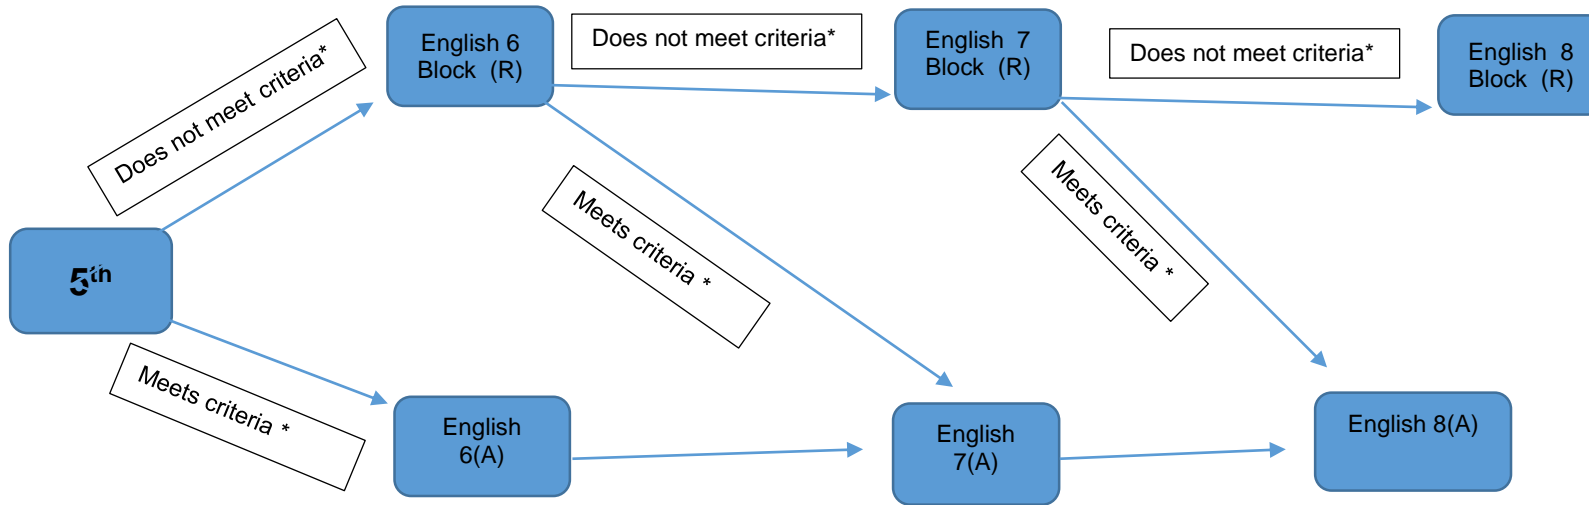 Does not meet criteria*
English 6
Block (R)
Does not meet criteria*
English 7
Block (R)
Does not meet criteria*
English 8
Block (R)
5th
Meets criteria *
Meets criteria *
Meets criteria *
English
6(A)
English
7(A)
English 8(A)